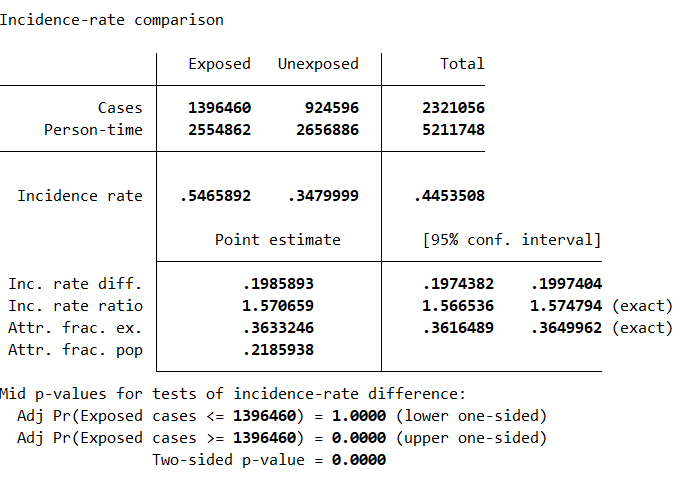 Incidence-rate comparison
Exposed Unexposed Total
Cases 1396460 924596 2321056
Person-time 2554862 2656886 5211748
Incidence rate .5465892 .3479999 .4453508
Point estimate [95% conf. interval]
Inc. rate diff. .1985893 .1974382 .1997404
Inc. rate ratio 1.570659 1.566536 1.574794 (exact)
Attr. frac. ex. .3633246 .3616489 .3649962 (exact)
Attr. frac. pop .2185938
Mid p-values for tests of incidence-rate difference:
Adj Pr(Exposed cases <= 1396460) = 1.0000 (lower one-sided)
Adj Pr(Exposed cases >= 1396460) = 0.0000 (upper one-sided)
Two-sided p-value = 0.0000